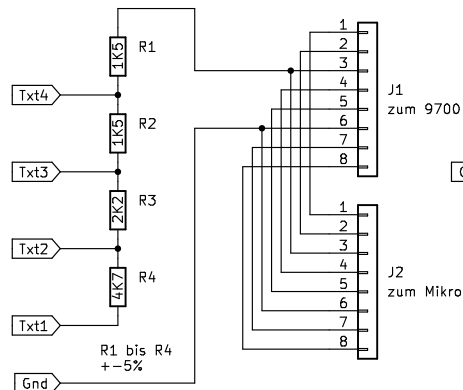 1K5
R1
Txt4
1K5
R2
Txt3
2K2
R3
Txt2
4K7
R4
Txt1
R1 bis R4
+-5%
Gnd
1
2
3
4
5
6
7
8
J1
zum 9700
1
2
3
4
5
6
7
8
J2
zum Mikro